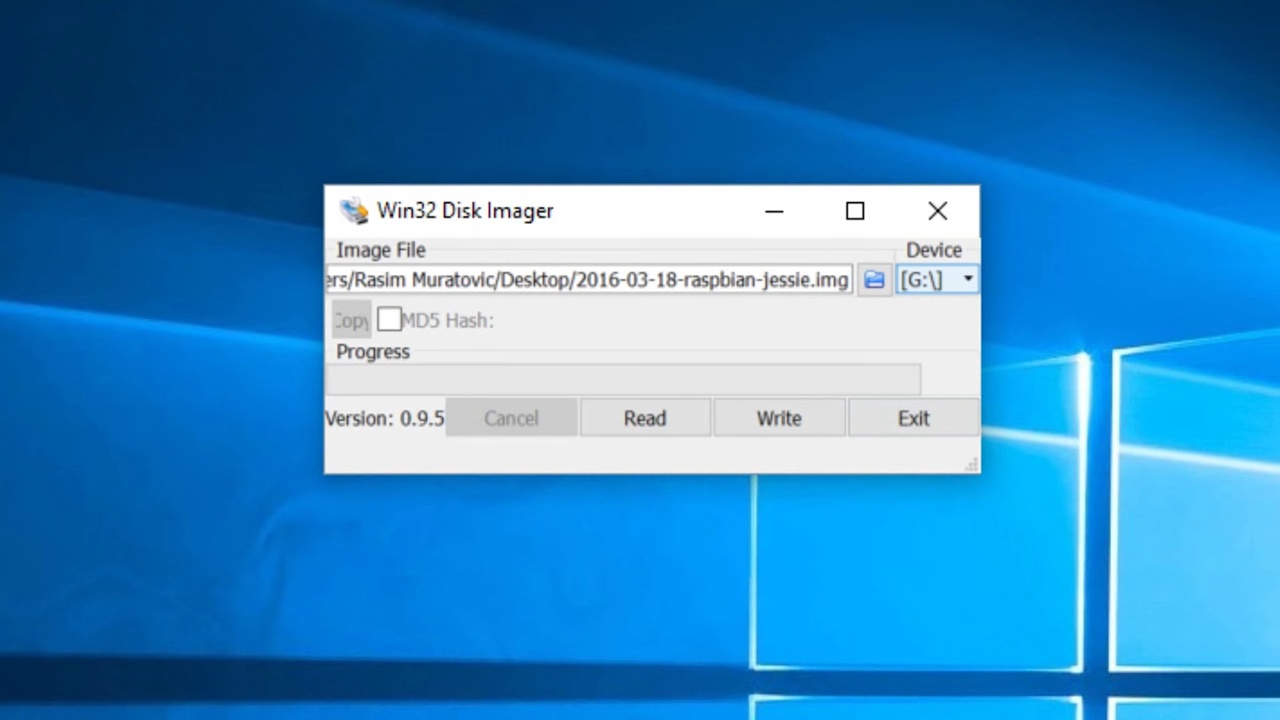 Win32 Disk Imager
Image File
Device
ers/Rasim Muratovic/Desktop/2016-03-18-raspbian-jessie.img
[G:\]
Copy
MD5 Hash:
Progress
Version: 0.9.5
Cancel
Read
Write
Exit